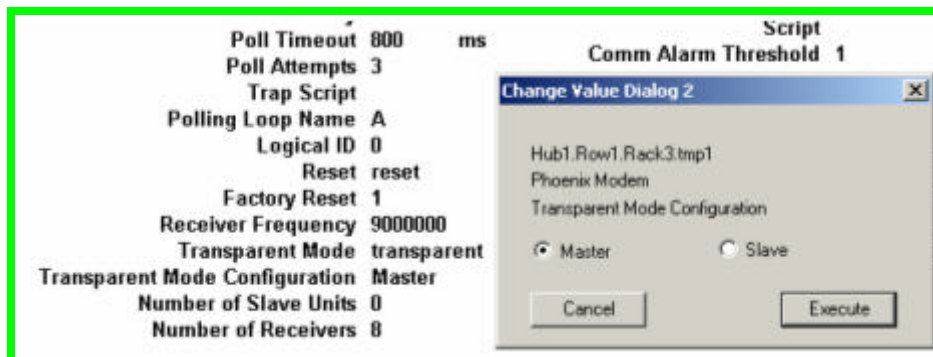 Script
Poll Timeout 800 ms
Comm Alarm Threshold 1
Poll Attempts 3
Trap Script
Polling Loop Name A
Logical ID 0
Reset reset
Factory Reset 1
Receiver Frequency 9000000
Transparent Mode transparent
Transparent Mode Configuration Master
Number of Slave Units 0
Number of Receivers 8
Change Value Dialog 2
Hub1.Row1.Rack3.tmp1
Phoenix Modem
Transparent Mode Configuration
Master Slave
Cancel Execute